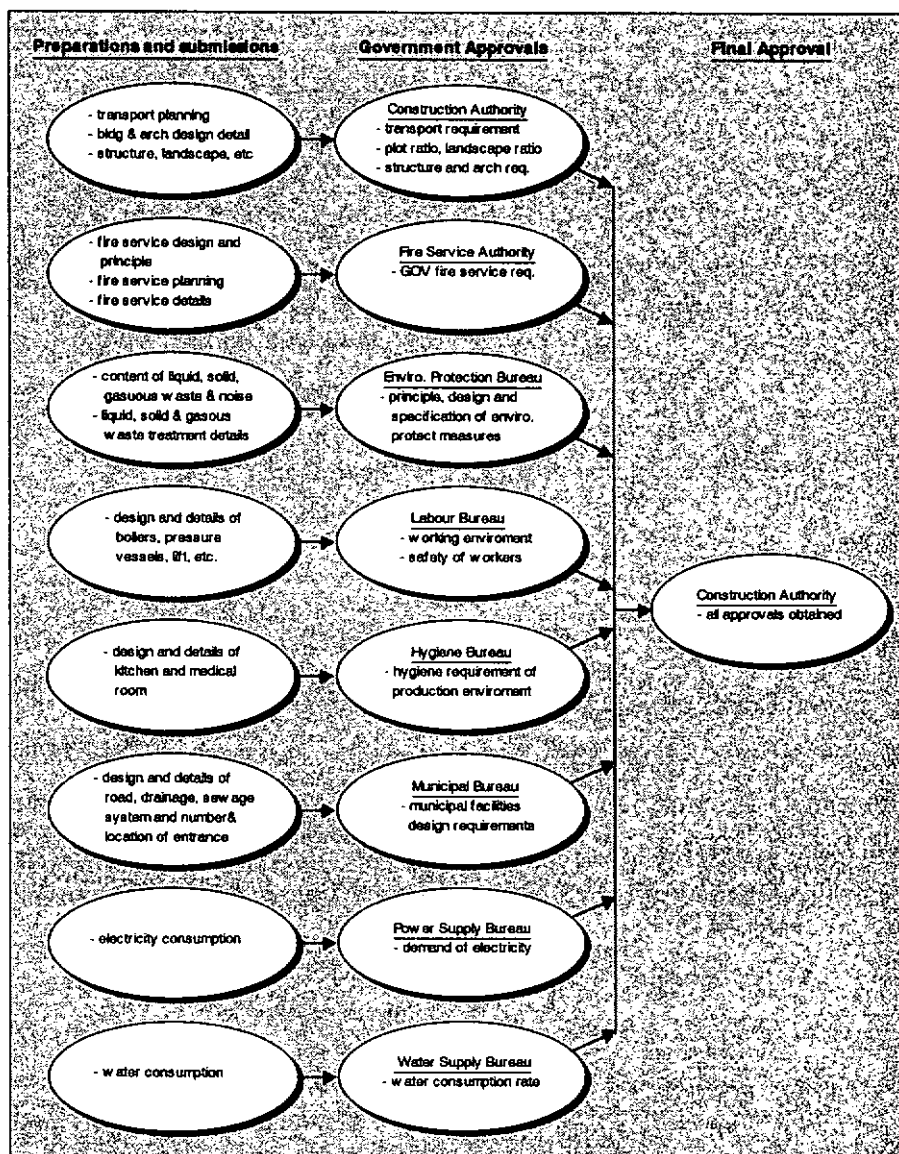 Preparations and submissions
Government Approvals
Final Approval
- transport planning
- bldg & arch design detail
- structure, landscape, etc
Construction Authority
- transport requirement
- plot ratio, landscape ratio
- structure and arch req.
- fire service design and
principle
- fire service planning
- fire service details
Fire Service Authority
- GOV fire service req.
- content of liquid, solid,
gasuous waste & noise
- liquid, solid & gasous
waste treatment details
Enviro. Protection Bureau
- principle, design and
specification of enviro.
protect measures
- design and details of
boilers, pressure
vessels, lift, etc.
Labour Bureau
- working enviroment
- safety of workers
Construction Authority
- all approvals obtained
- design and details of
kitchen and medical
room
Hygiene Bureau
- hygiene requirement of
production enviroment
- design and details of
road, drainage, sewage
system and number&
location of entrance
Municipal Bureau
- municipal facilities
design requirements
- electricity consumption
Power Supply Bureau
- demand of electricity
- water consumption
Water Supply Bureau
- water consumption rate